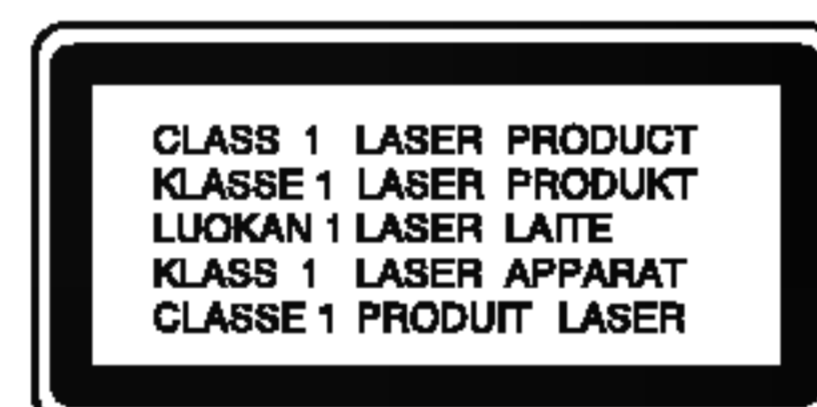 CLASS 1 LASER PRODUCT
KLASSE 1 LASER PRODUKT
LUOKAN 1 LASER LAITE
KLASS 1 LASER APPARAT
CLASSE 1 PRODUIT LASER